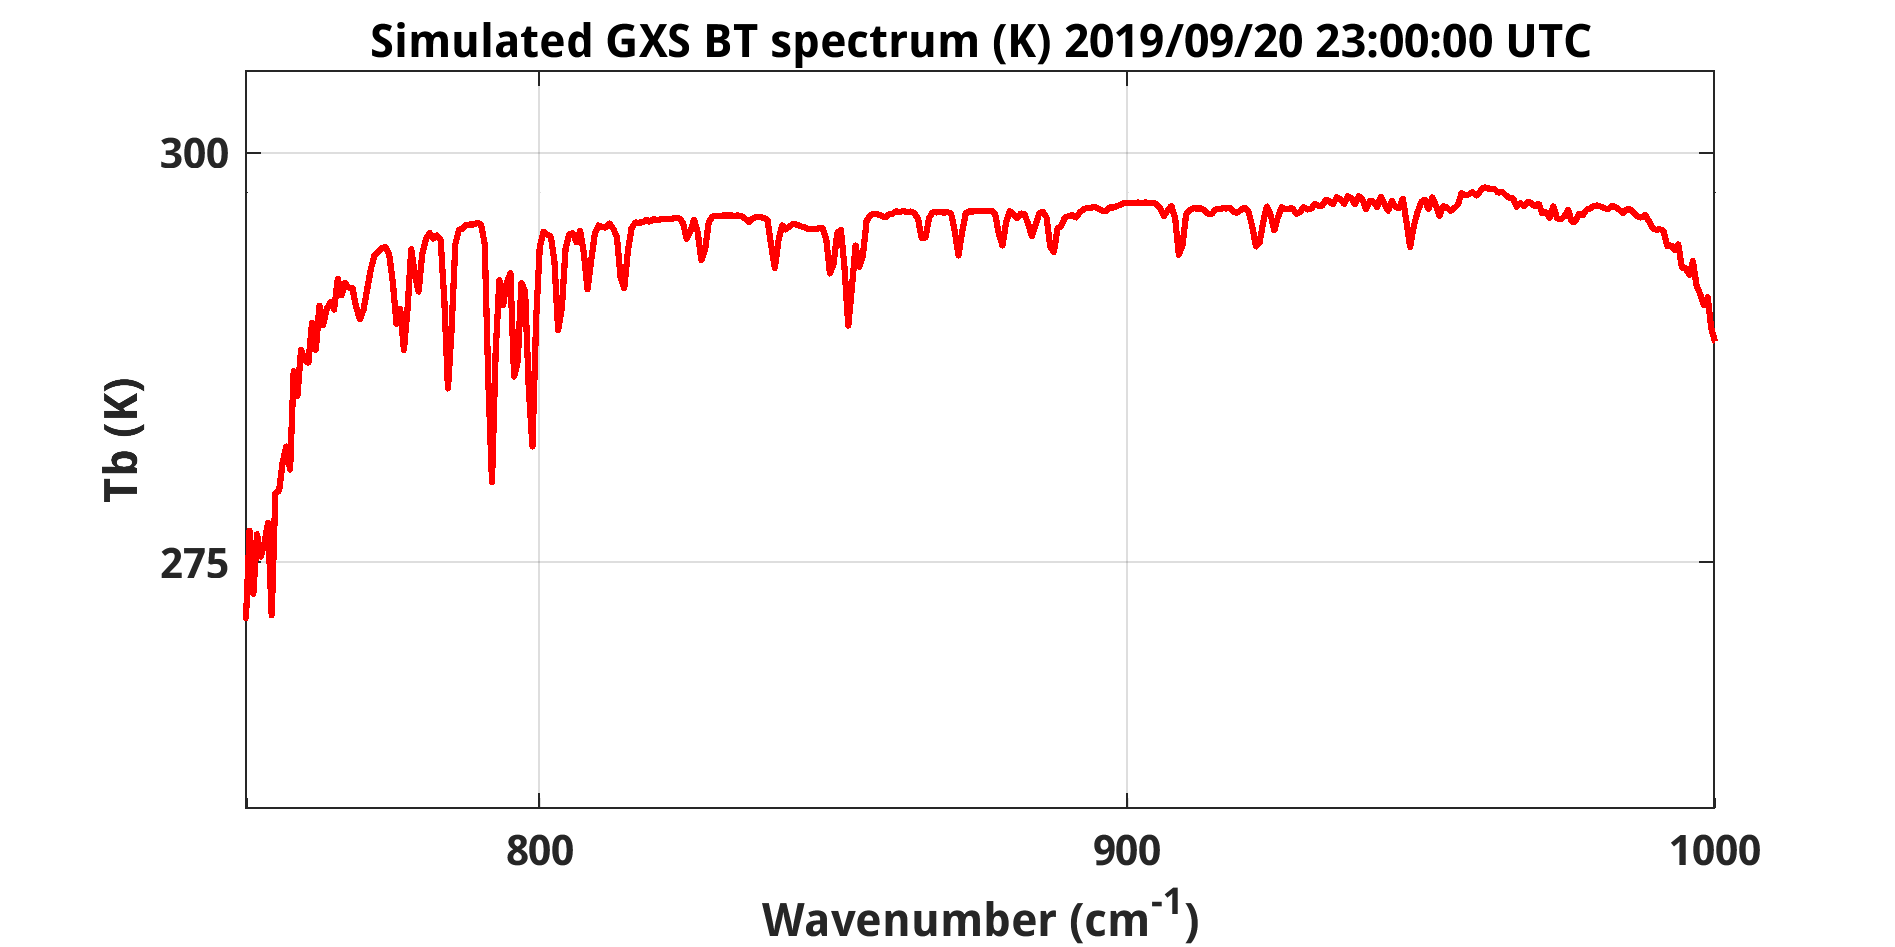 Simulated GXS BT spectrum (K) 2019/09/20 23:00:00 UTC
300
275
Tb (K)
800 900 1000
Wavenumber (cm⁻¹)